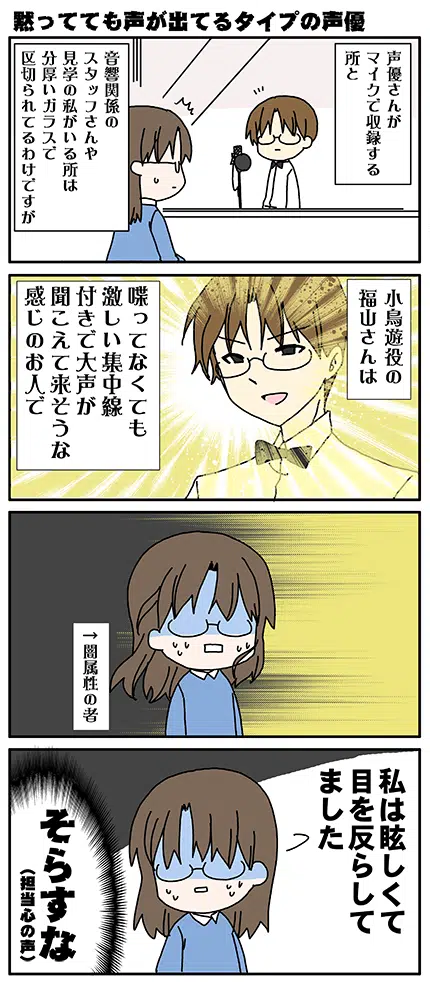 黙ってても声が出てるタイプの声優
声優さんが
マイクで収録する
所と
音響関係の
スタッフさんや
見学の私がいる所は
分厚いガラスで
区切られてるわけですが
小鳥遊役の
福山さんは
喋ってなくても
激しい集中線
付きで大声が
聞こえて来そうな
感じのお人で
→闇属性の者
私は眩しくて
目を反らして
ました
そらすな
(担当心の声)